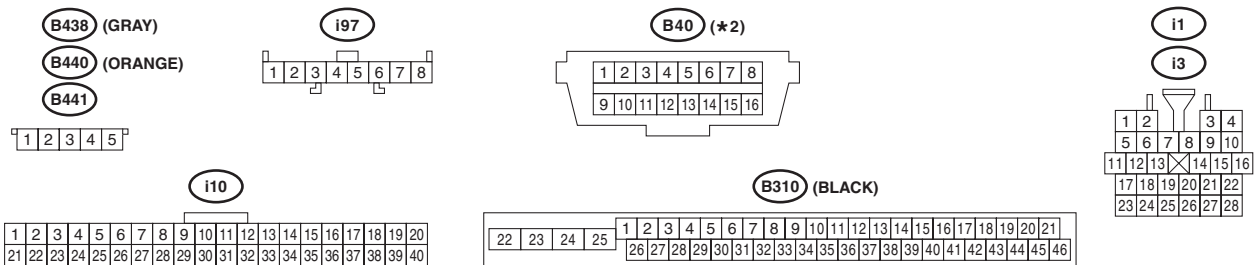 B438 (GRAY)
B440 (ORANGE)
B441
1 2 3 4 5
i97
1 2 3 4 5 6 7 8
B40 (*2)
1 2 3 4 5 6 7 8
9 10 11 12 13 14 15 16
i1
i3
1 2 3 4
5 6 7 8 9 10
11 12 13 14 15 16
17 18 19 20 21 22
23 24 25 26 27 28
i10
1 2 3 4 5 6 7 8 9 10 11 12 13 14 15 16 17 18 19 20
21 22 23 24 25 26 27 28 29 30 31 32 33 34 35 36 37 38 39 40
B310 (BLACK)
22 23 24 25 1 2 3 4 5 6 7 8 9 10 11 12 13 14 15 16 17 18 19 20 21
26 27 28 29 30 31 32 33 34 35 36 37 38 39 40 41 42 43 44 45 46